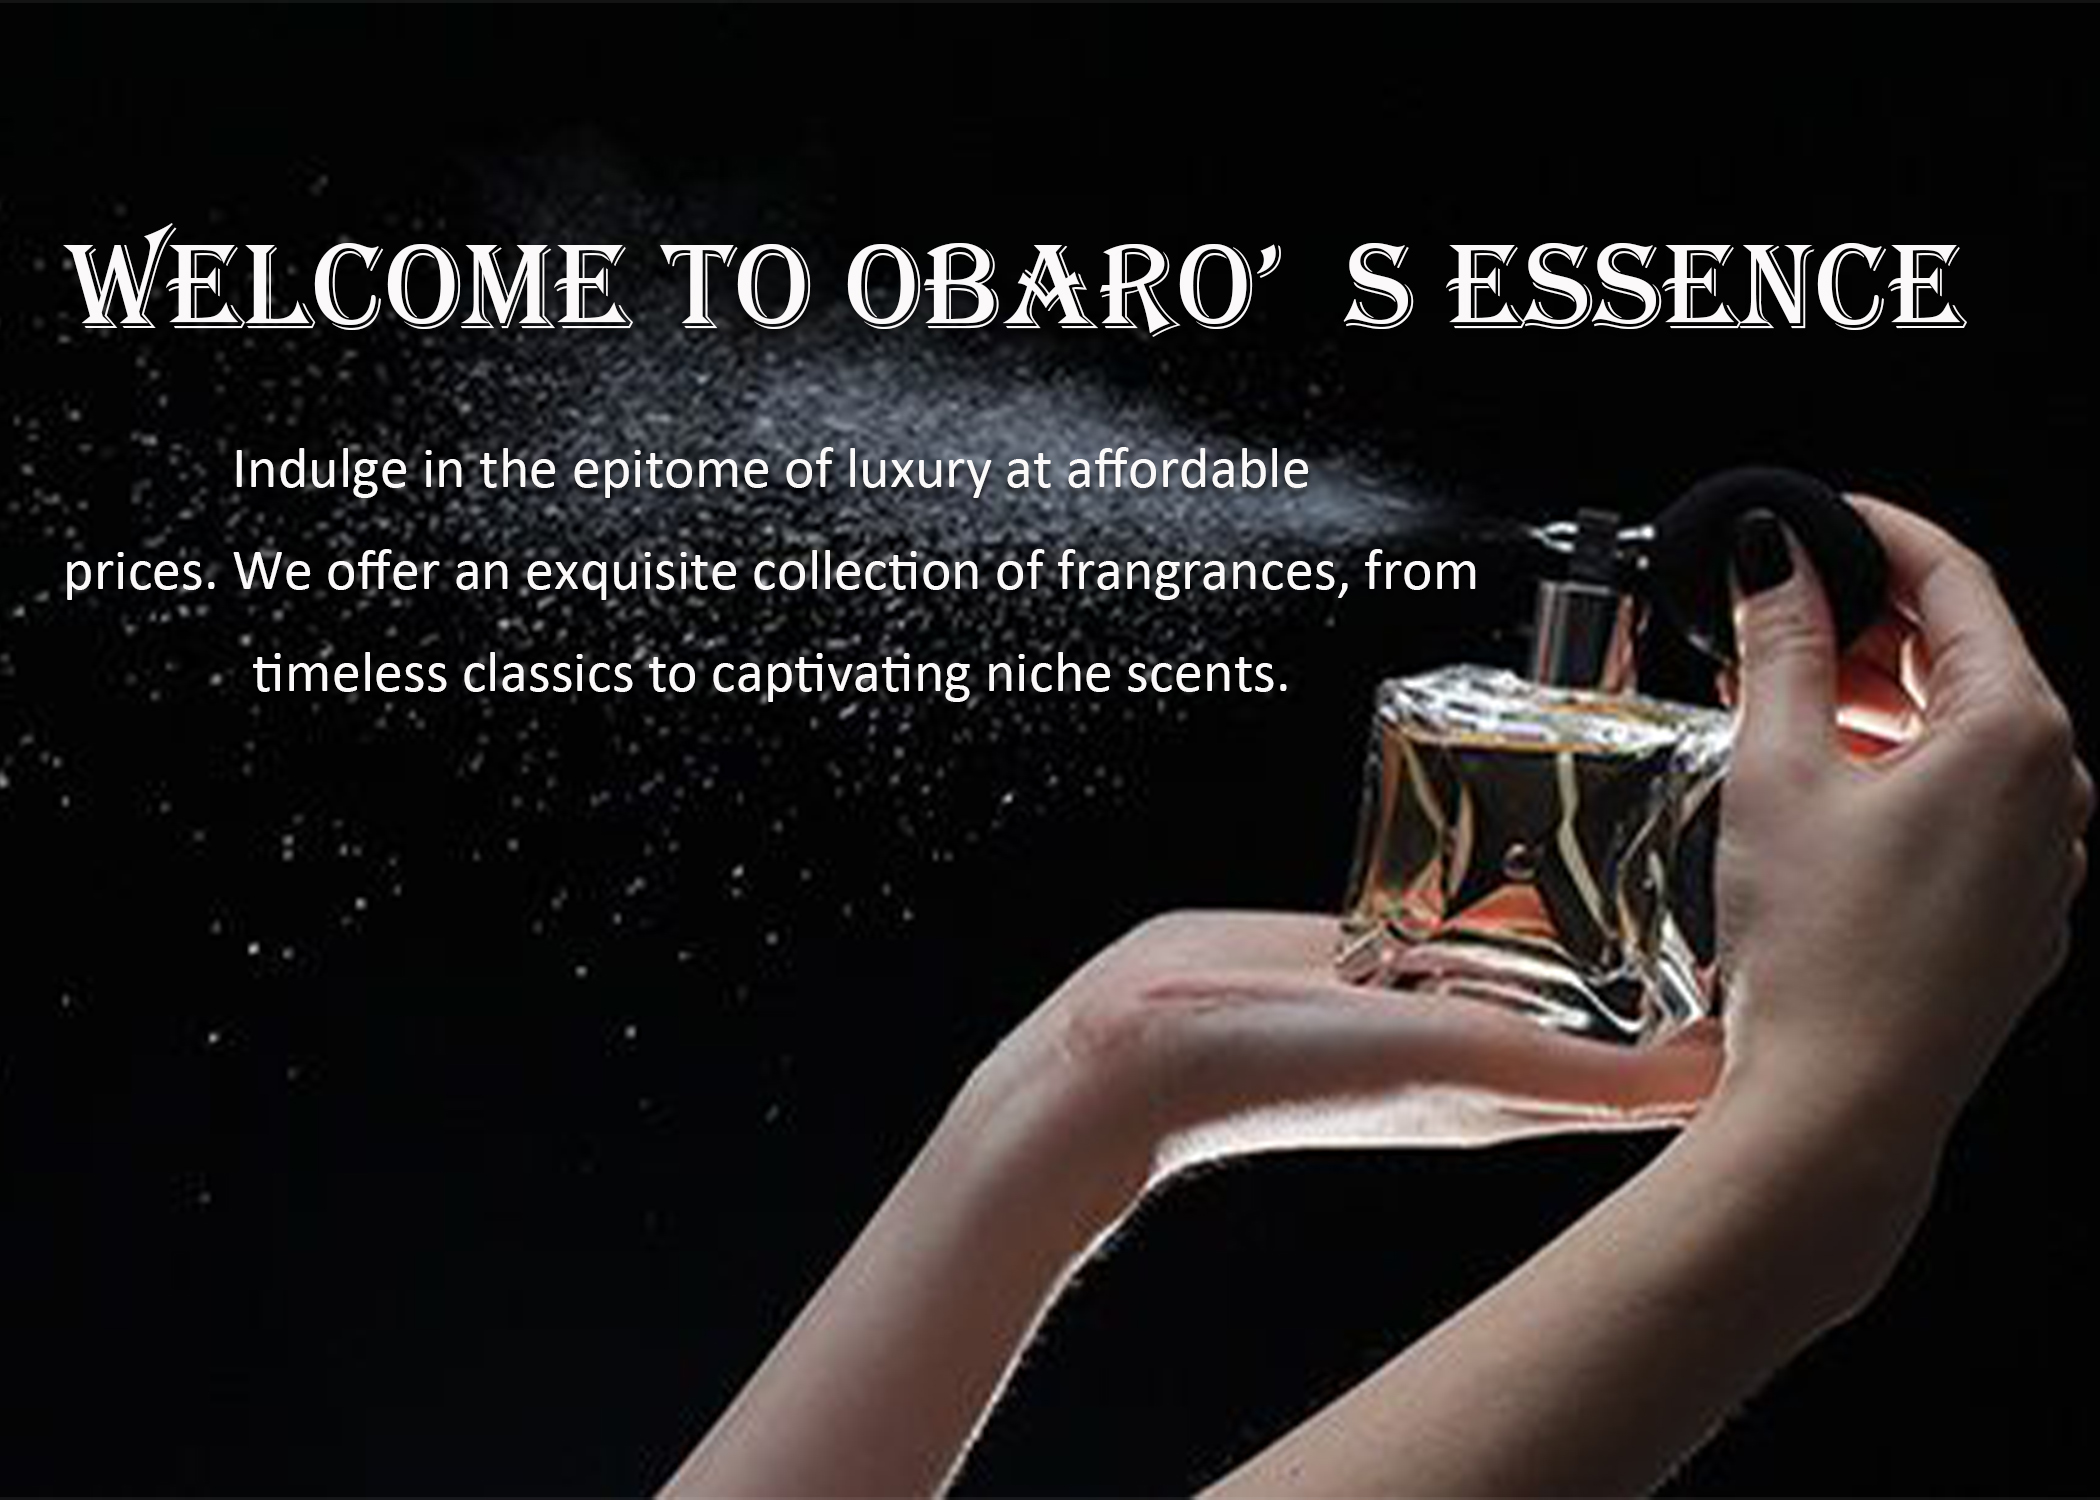 WELCOME TO OBARO’ S ESSENCE
Indulge in the epitome of luxury at affordable
prices. We offer an exquisite collection of frangrances, from
timeless classics to captivating niche scents.